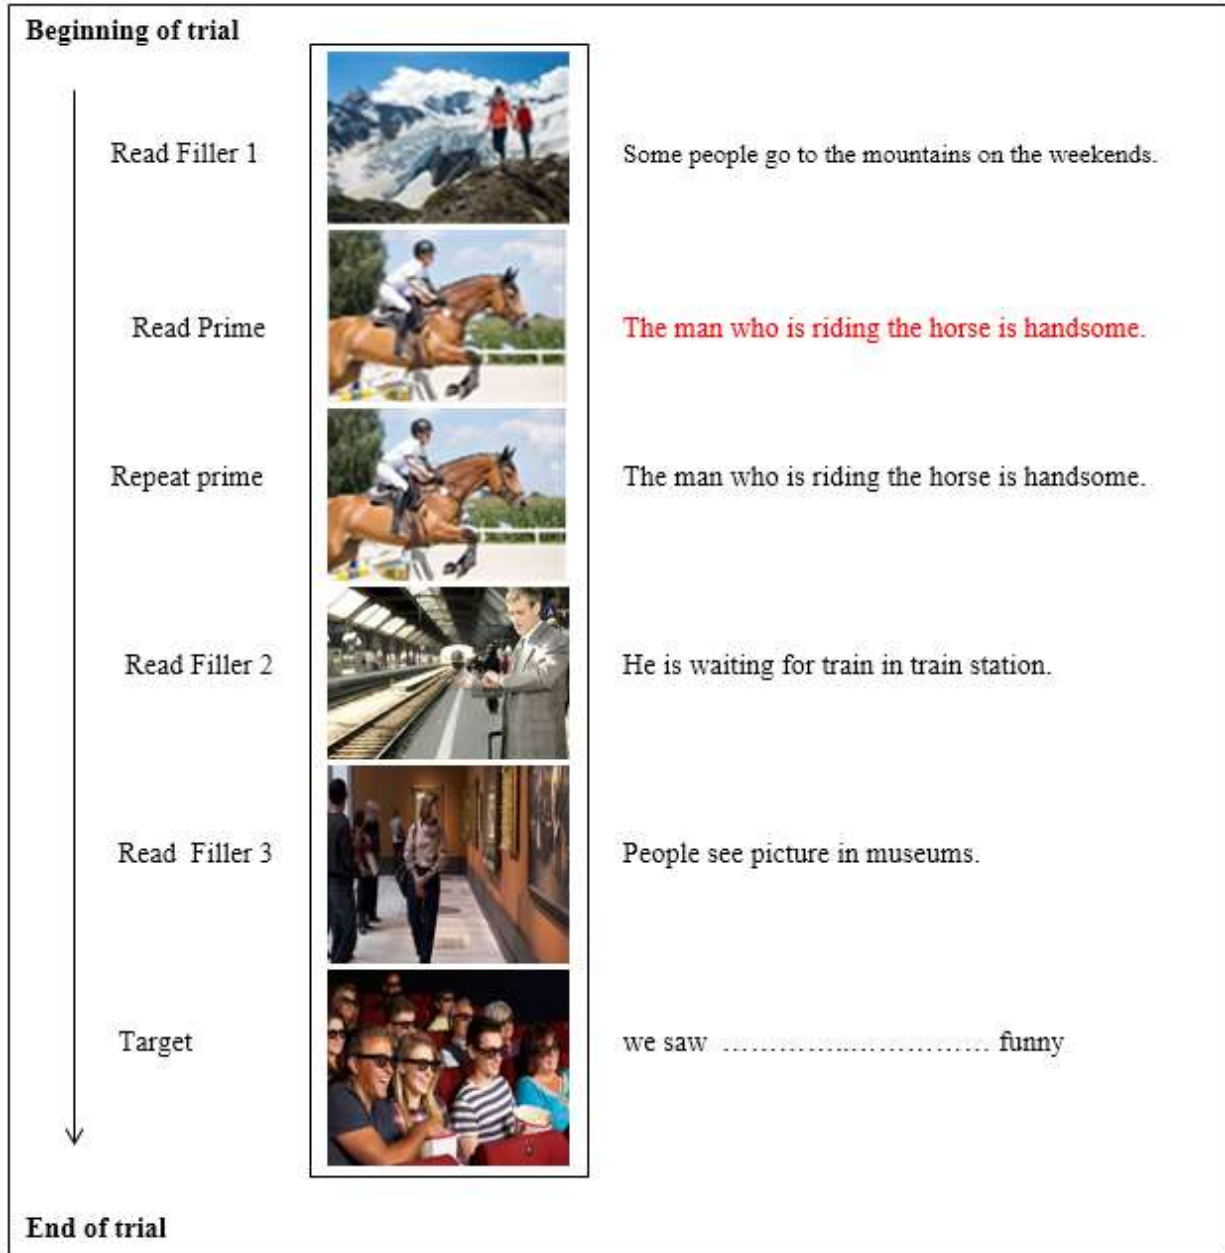 Beginning of trial
Read Filler 1
Some people go to the mountains on the weekends.
Read Prime
The man who is riding the horse is handsome.
Repeat prime
The man who is riding the horse is handsome.
Read Filler 2
He is waiting for train in train station.
Read Filler 3
People see picture in museums.
Target
we saw ………….…………… funny
End of trial